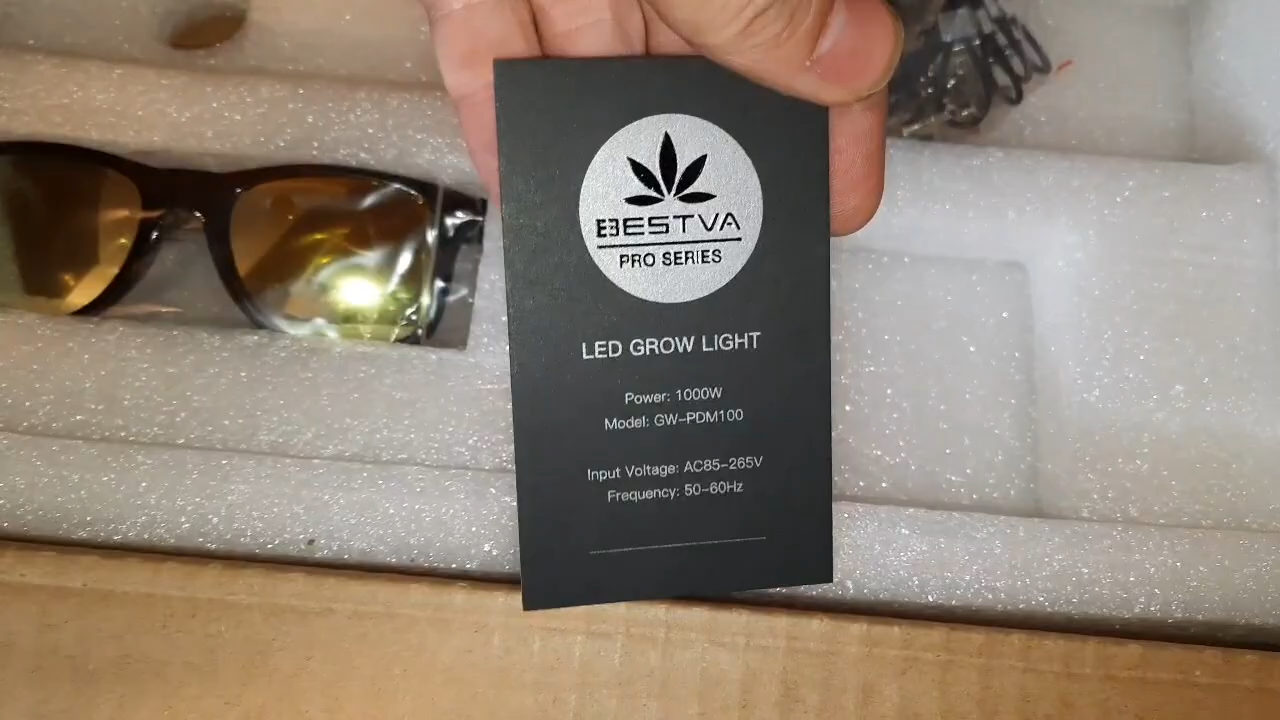 BESTVA
PRO SERIES
LED GROW LIGHT
Power: 1000W
Model: GW-PDM100
Input Voltage: AC85-265V
Frequency: 50-60Hz